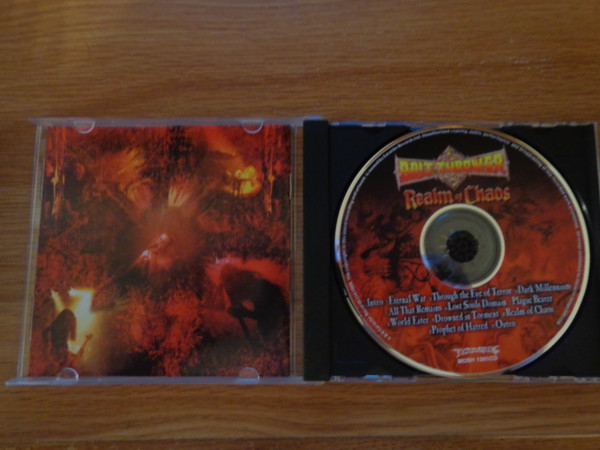 BOLT THROWER
Realm of Chaos
Intro • Eternal War • Through the Eye of Terror • Dark Millennium
All That Remains • Lost Souls Domain • Plague Bearer
• World Eater • Drowned in Torment • Realm of Chaos
• Prophet of Hatred • Outro
EARACHE